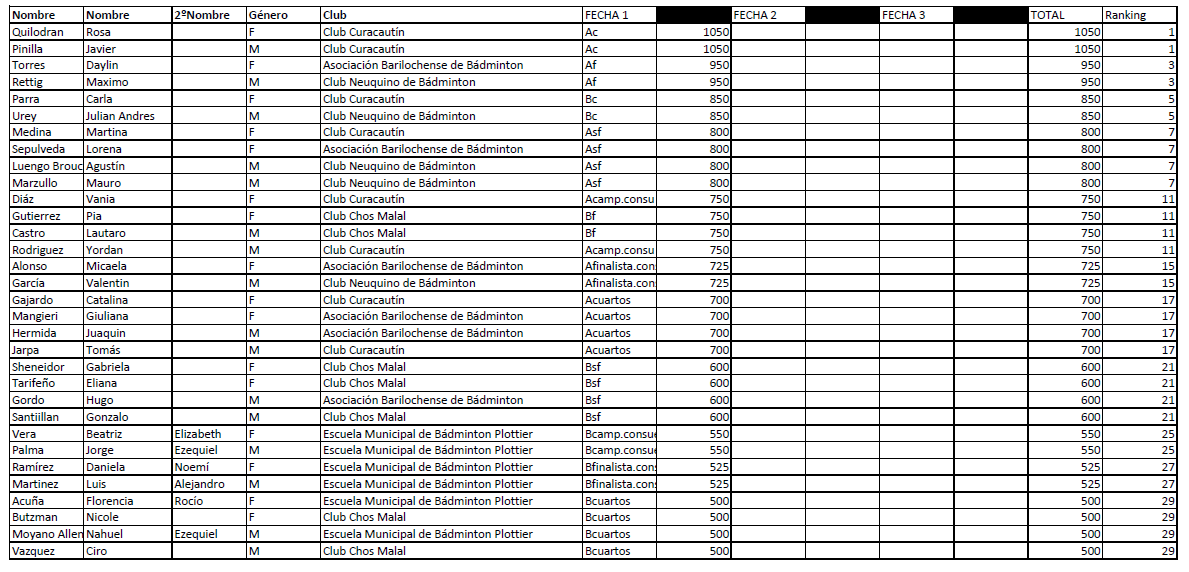 Nombre Nombre 2ºNombre Género Club FECHA 1 FECHA 2 FECHA 3 TOTAL Ranking
Quilodran Rosa F Club Curacautín Ac 1050 1050 1
Pinilla Javier M Club Curacautín Ac 1050 1050 1
Torres Daylin F Asociación Barilochense de Bádminton Af 950 950 3
Rettig Maximo M Club Neuquino de Bádminton Af 950 950 3
Parra Carla F Club Curacautín Bc 850 850 5
Urey Julian Andres M Club Neuquino de Bádminton Bc 850 850 5
Medina Martina F Club Curacautín Asf 800 800 7
Sepulveda Lorena F Asociación Barilochense de Bádminton Asf 800 800 7
Luengo Brouc Agustín M Club Neuquino de Bádminton Asf 800 800 7
Marzullo Mauro M Club Neuquino de Bádminton Asf 800 800 7
Diáz Vania F Club Curacautín Acamp.consu 750 750 11
Gutierrez Pia F Club Chos Malal Bf 750 750 11
Castro Lautaro M Club Chos Malal Bf 750 750 11
Rodriguez Yordan M Club Curacautín Acamp.consu 750 750 11
Alonso Micaela F Asociación Barilochense de Bádminton Afinalista.con 725 725 15
García Valentin M Club Neuquino de Bádminton Afinalista.con 725 725 15
Gajardo Catalina F Club Curacautín Acuartos 700 700 17
Mangieri Giuliana F Asociación Barilochense de Bádminton Acuartos 700 700 17
Hermida Juaquin M Asociación Barilochense de Bádminton Acuartos 700 700 17
Jarpa Tomás M Club Curacautín Acuartos 700 700 17
Sheneidor Gabriela F Club Chos Malal Bsf 600 600 21
Tarifeño Eliana F Club Chos Malal Bsf 600 600 21
Gordo Hugo M Asociación Barilochense de Bádminton Bsf 600 600 21
Santiillan Gonzalo M Club Chos Malal Bsf 600 600 21
Vera Beatriz Elizabeth F Escuela Municipal de Bádminton Plottier Bcamp.consue 550 550 25
Palma Jorge Ezequiel M Escuela Municipal de Bádminton Plottier Bcamp.consue 550 550 25
Ramírez Daniela Noemí F Escuela Municipal de Bádminton Plottier Bfinalista.cons 525 525 27
Martinez Luis Alejandro M Escuela Municipal de Bádminton Plottier Bfinalista.cons 525 525 27
Acuña Florencia Rocío F Escuela Municipal de Bádminton Plottier Bcuartos 500 500 29
Butzman Nicole F Club Chos Malal Bcuartos 500 500 29
Moyano Allen Nahuel Ezequiel M Escuela Municipal de Bádminton Plottier Bcuartos 500 500 29
Vazquez Ciro M Club Chos Malal Bcuartos 500 500 29